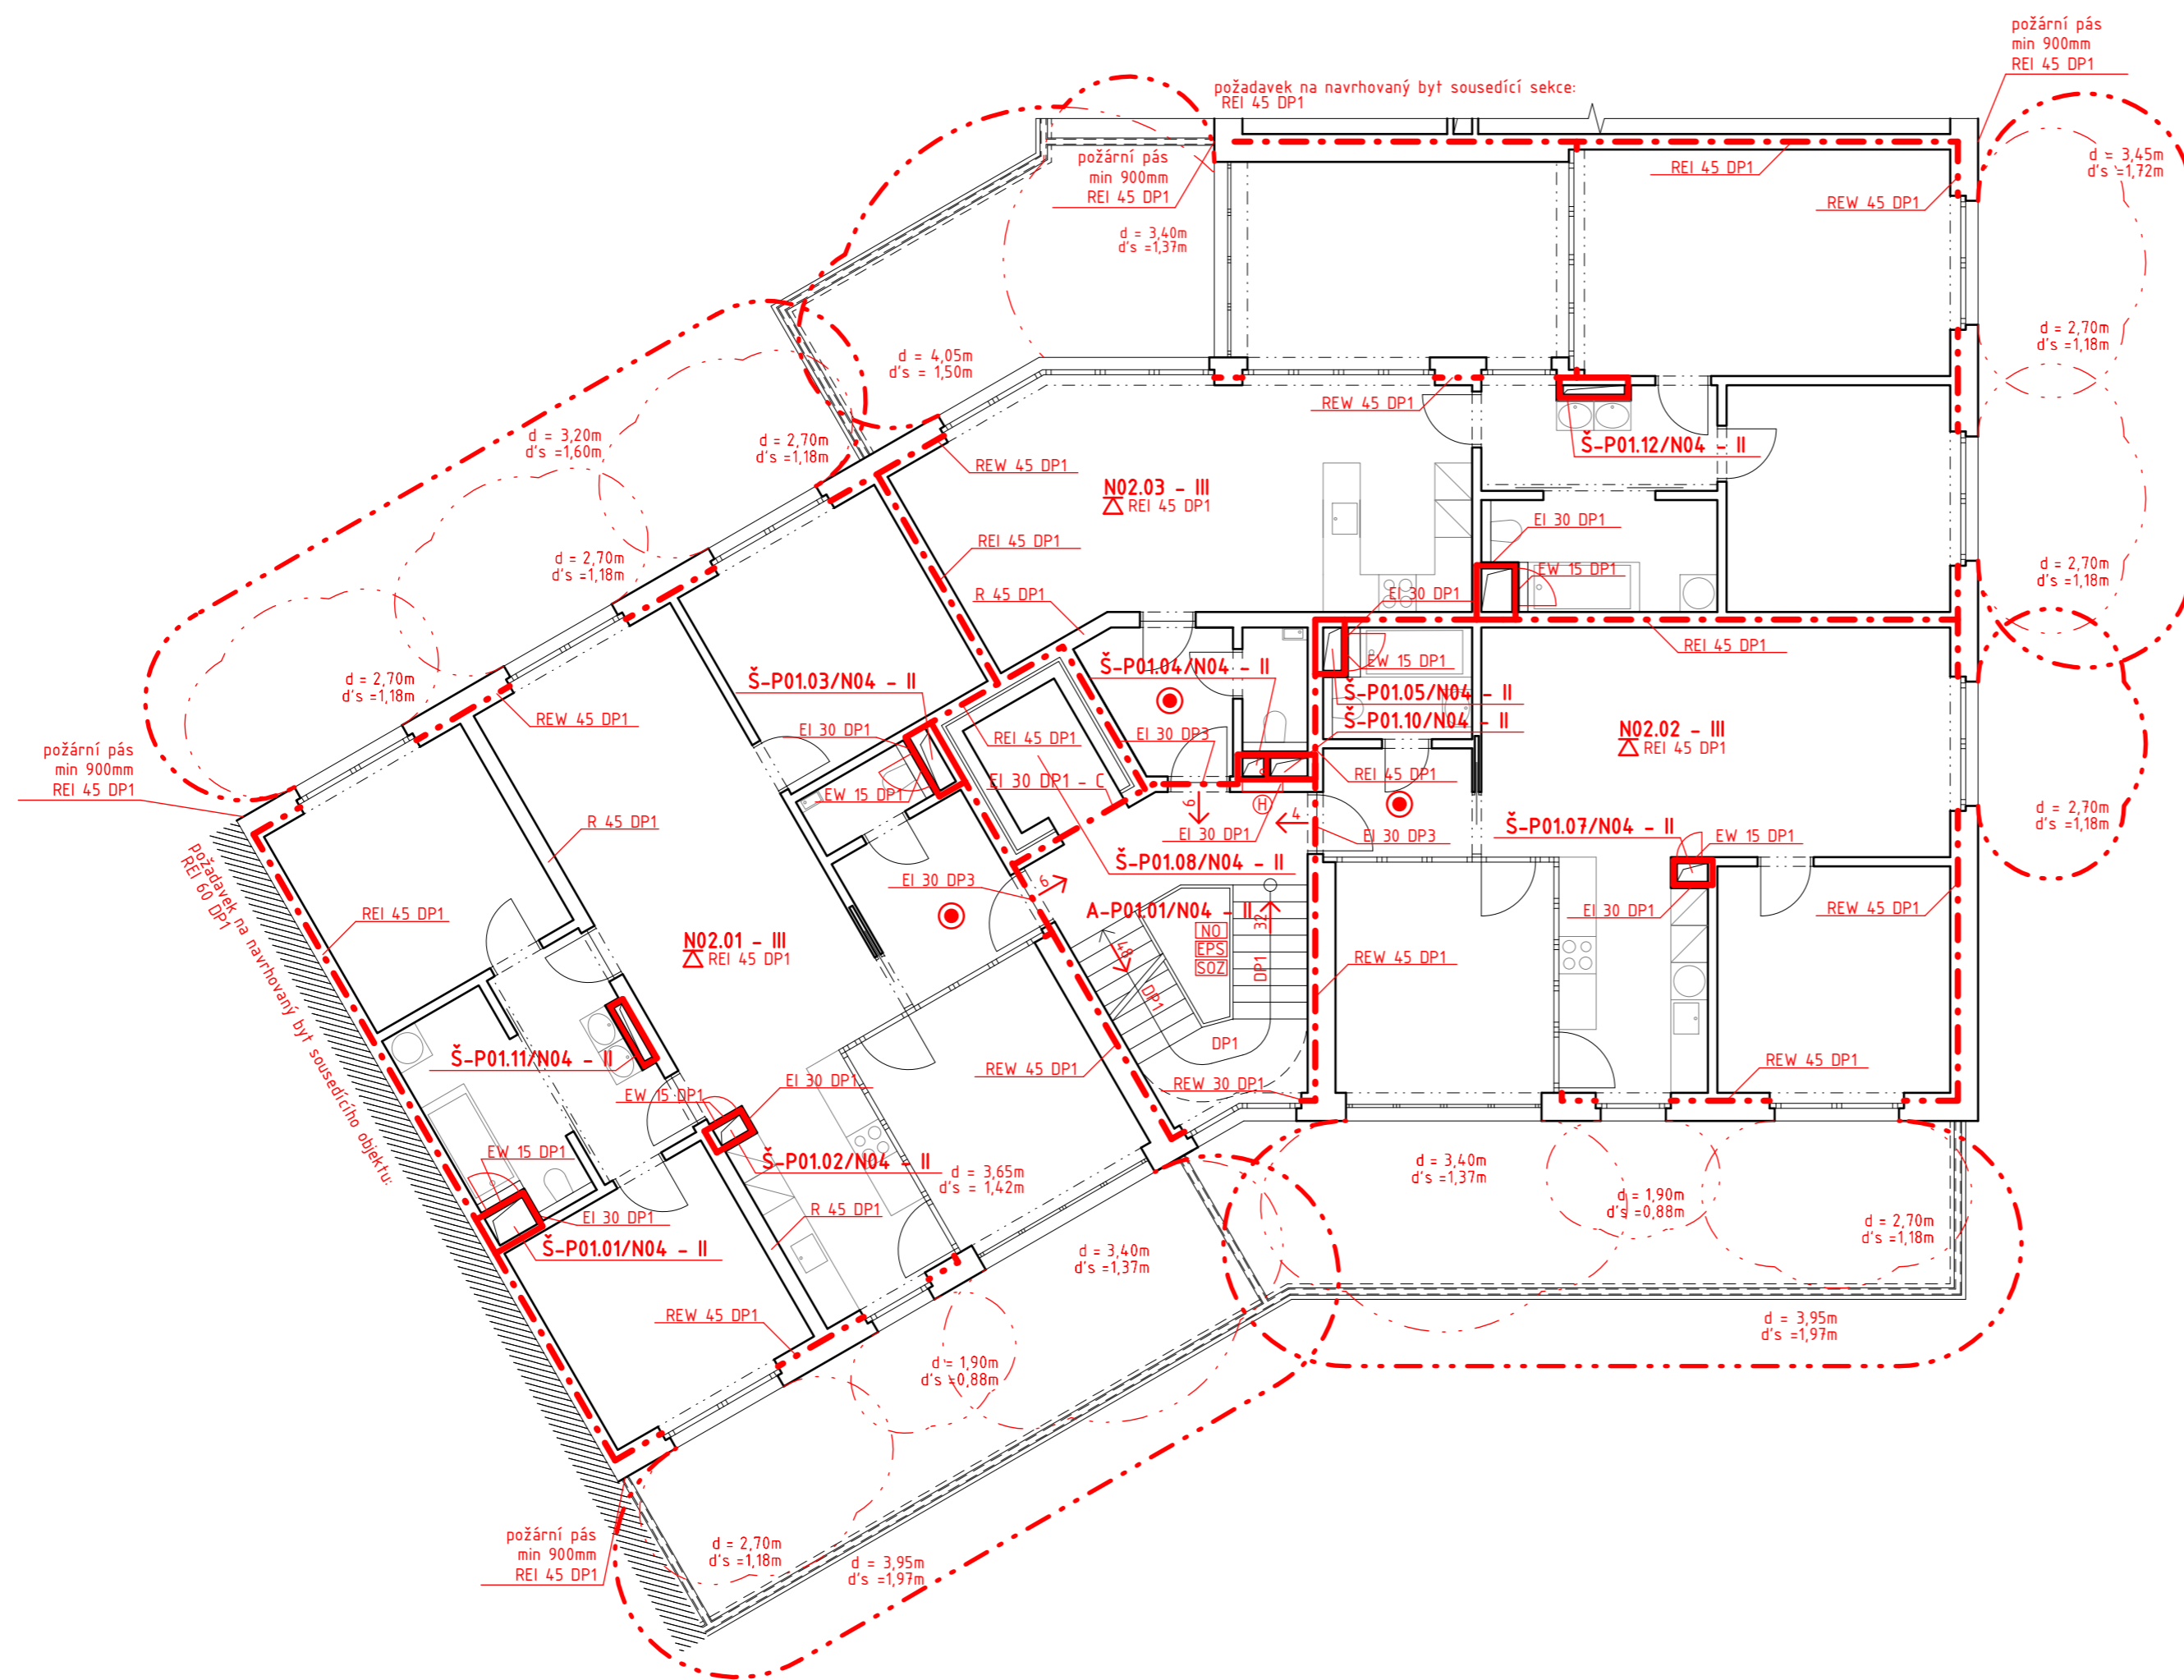 požární pás
min 900mm
REI 45 DP1
požadavek na navrhovaný byt sousedící sekce:
REI 45 DP1
požární pás
min 900mm
REI 45 DP1
REI 45 DP1
d = 3,45m
d's =1,72m
REW 45 DP1
d = 3,40m
d's =1,37m
d = 4,05m
d's = 1,50m
d = 2,70m
d's =1,18m
REW 45 DP1
d = 3,20m
d's =1,60m
d = 2,70m
d's =1,18m
REW 45 DP1
Š-P01.12/N04 - II
N02.03 - III
REI 45 DP1
EI 30 DP1
REI 45 DP1
d = 2,70m
d's =1,18m
EW 15 DP1
d = 2,70m
d's =1,18m
R 45 DP1
EI 30 DP1
REI 45 DP1
EW 15 DP1
Š-P01.03/N04 - II
Š-P01.04/N04 - II
Š-P01.05/N04 - II
d = 2,70m
d's =1,18m
REW 45 DP1
Š-P01.10/N04 - II
N02.02 - III
REI 45 DP1
EI 30 DP1
REI 45 DP1
EI 30 DP3
požární pás
min 900mm
REI 45 DP1
EI 30 DP1 - C
REI 45 DP1
EW 15 DP1
6
H
4
d = 2,70m
d's =1,18m
R 45 DP1
EI 30 DP1
EI 30 DP3
Š-P01.07/N04 - II
EW 15 DP1
Š-P01.08/N04 - II
požadavek na navrhovaný byt sousedícího objektu:
REI 60 DP1
EI 30 DP3
6
A-P01.01/N04 - II
NO
EPS
SOZ
32
48
DP1
DP1
DP1
EI 30 DP1
REW 45 DP1
REI 45 DP1
N02.01 - III
REI 45 DP1
REW 45 DP1
Š-P01.11/N04 - II
REW 45 DP1
EI 30 DP1
EW 15 DP1
REW 30 DP1
REW 45 DP1
EW 15 DP1
Š-P01.02/N04 - II
d = 3,65m
d's = 1,42m
d = 3,40m
d's =1,37m
d = 1,90m
d's =0,88m
d = 2,70m
d's =1,18m
R 45 DP1
EI 30 DP1
Š-P01.01/N04 - II
d = 3,40m
d's =1,37m
REW 45 DP1
d = 3,95m
d's =1,97m
d = 1,90m
d's =0,88m
požární pás
min 900mm
REI 45 DP1
d = 2,70m
d's =1,18m
d = 3,95m
d's =1,97m